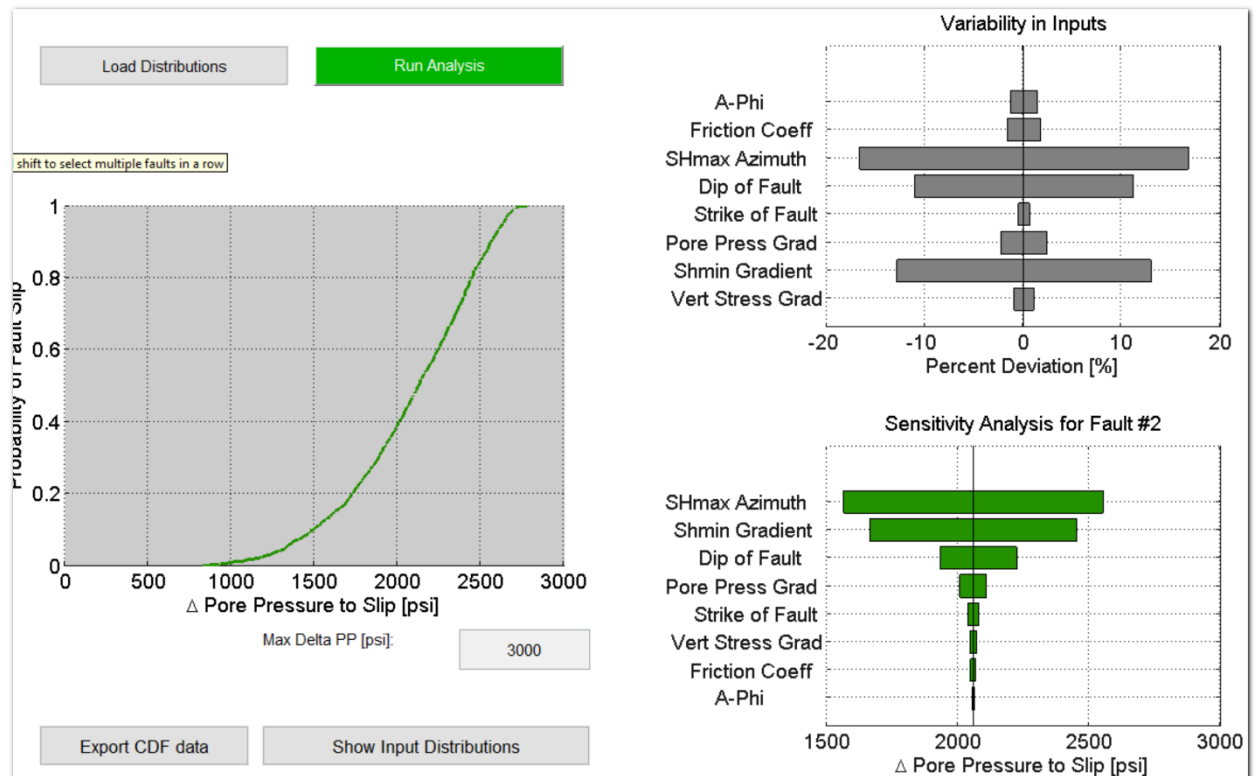 Load Distributions
Run Analysis
shift to select multiple faults in a row
Probability of Fault Slip
1
0.8
0.6
0.4
0.2
0
0 500 1000 1500 2000 2500 3000
Δ Pore Pressure to Slip [psi]
Max Delta PP [psi]:
3000
Export CDF data
Show Input Distributions
Variability in Inputs
A-Phi
Friction Coeff
SHmax Azimuth
Dip of Fault
Strike of Fault
Pore Press Grad
Shmin Gradient
Vert Stress Grad
-20 -10 0 10 20
Percent Deviation [%]
Sensitivity Analysis for Fault #2
SHmax Azimuth
Shmin Gradient
Dip of Fault
Pore Press Grad
Strike of Fault
Vert Stress Grad
Friction Coeff
A-Phi
1500 2000 2500 3000
Δ Pore Pressure to Slip [psi]